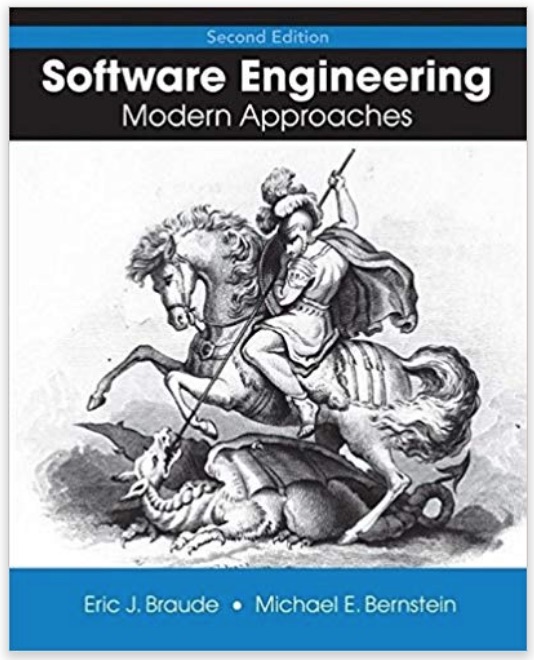 Second Edition
Software Engineering
Modern Approaches
Eric J. Braude • Michael E. Bernstein